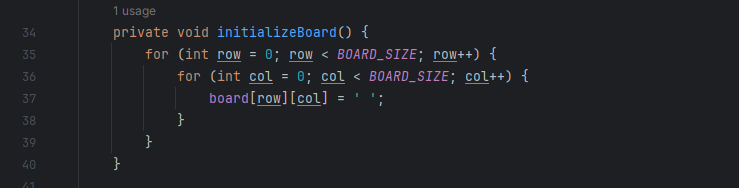 1 usage
34 private void initializeBoard() {
35 for (int row = 0; row < BOARD_SIZE; row++) {
36 for (int col = 0; col < BOARD_SIZE; col++) {
37 board[row][col] = ' ';
38 }
39 }
40 }
41